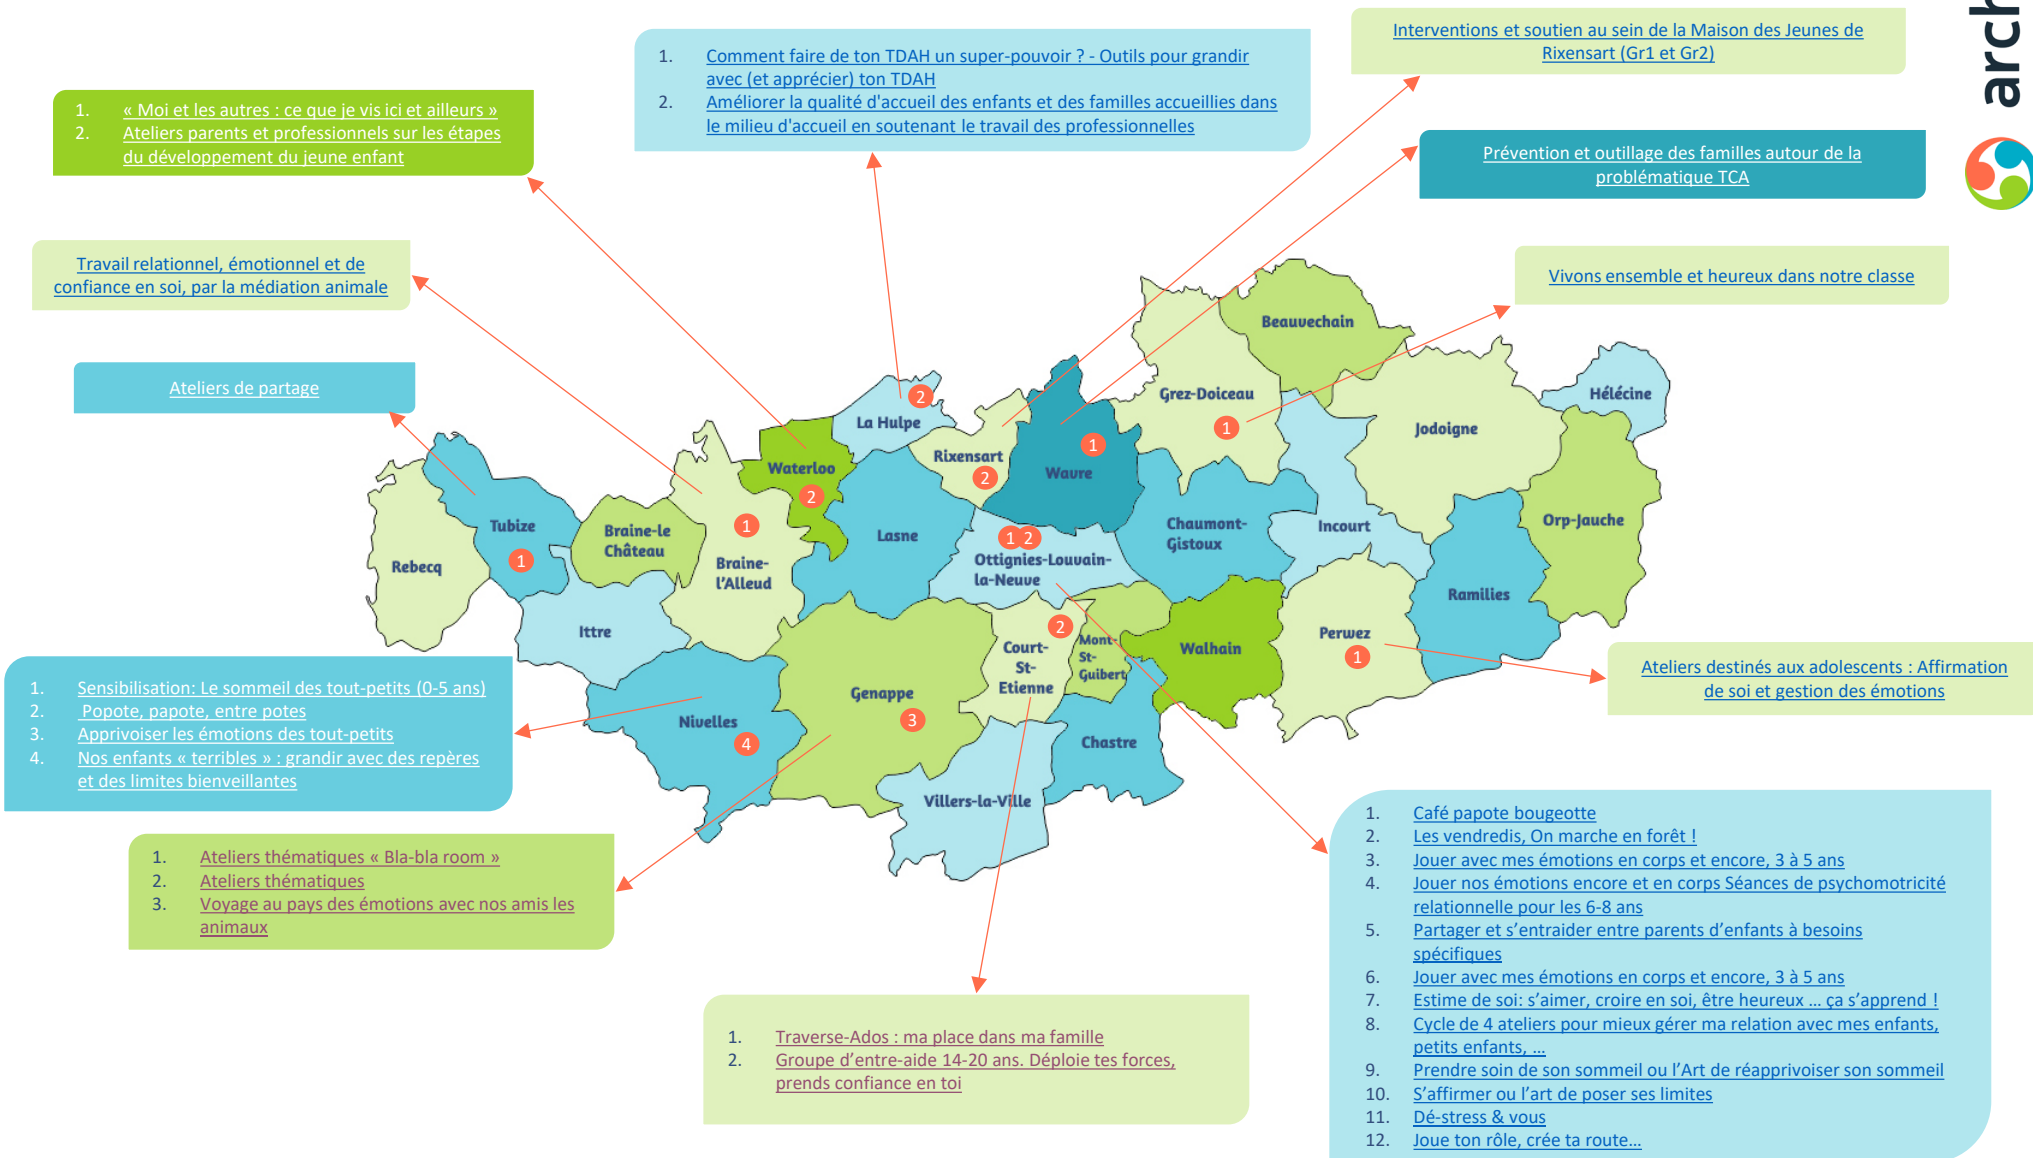 arch
1. Comment faire de ton TDAH un super-pouvoir ? - Outils pour grandir
avec (et apprécier) ton TDAH
2. Améliorer la qualité d'accueil des enfants et des familles accueillies dans
le milieu d'accueil en soutenant le travail des professionnelles
Interventions et soutien au sein de la Maison des Jeunes de
Rixensart (Gr1 et Gr2)
1. « Moi et les autres : ce que je vis ici et ailleurs »
2. Ateliers parents et professionnels sur les étapes
du développement du jeune enfant
Prévention et outillage des familles autour de la
problématique TCA
Travail relationnel, émotionnel et de
confiance en soi, par la médiation animale
Vivons ensemble et heureux dans notre classe
Ateliers de partage
Beauvechain
Grez-Doiceau
1
Hélécine
Jodoigne
La Hulpe
2
Rixensart
2
Wavre
1
Waterloo
2
Tubize
1
Rebecq
Braine-le
Château
1
Braine-
l'Alleud
Lasne
1 2
Ottignies-Louvain-
la-Neuve
Chaumont-
Gistoux
Incourt
Orp-Jauche
Ramilies
Ittre
Perwez
1
Walhain
2
Court-
St-
Etienne
Mont-
St-
Guibert
Genappe
3
Nivelles
4
Chastre
Villers-la-Ville
Ateliers destinés aux adolescents : Affirmation
de soi et gestion des émotions
1. Sensibilisation: Le sommeil des tout-petits (0-5 ans)
2. Popote, papote, entre potes
3. Apprivoiser les émotions des tout-petits
4. Nos enfants « terribles » : grandir avec des repères
et des limites bienveillantes
1. Ateliers thématiques « Bla-bla room »
2. Ateliers thématiques
3. Voyage au pays des émotions avec nos amis les
animaux
1. Traverse-Ados : ma place dans ma famille
2. Groupe d'entre-aide 14-20 ans. Déploie tes forces,
prends confiance en toi
1. Café papote bougeotte
2. Les vendredis, On marche en forêt !
3. Jouer avec mes émotions en corps et encore, 3 à 5 ans
4. Jouer nos émotions encore et en corps Séances de psychomotricité
relationnelle pour les 6-8 ans
5. Partager et s'entraider entre parents d'enfants à besoins
spécifiques
6. Jouer avec mes émotions en corps et encore, 3 à 5 ans
7. Estime de soi: s'aimer, croire en soi, être heureux … ça s'apprend !
8. Cycle de 4 ateliers pour mieux gérer ma relation avec mes enfants,
petits enfants, …
9. Prendre soin de son sommeil ou l'Art de réapprivoiser son sommeil
10. S'affirmer ou l'art de poser ses limites
11. Dé-stress & vous
12. Joue ton rôle, crée ta route…